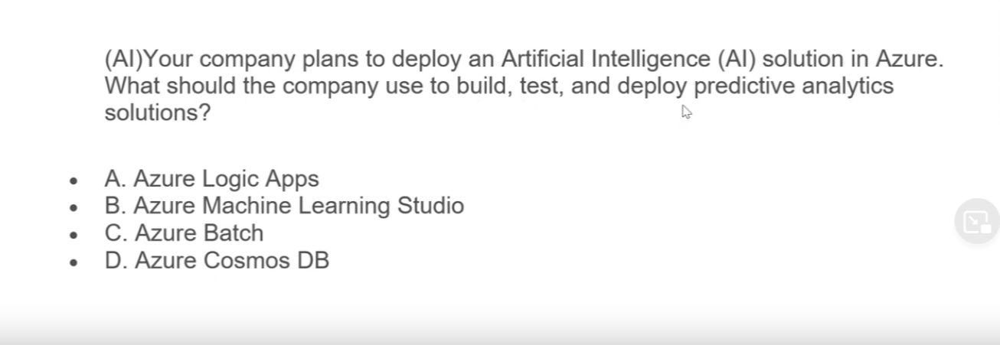 (AI)Your company plans to deploy an Artificial Intelligence (AI) solution in Azure.
What should the company use to build, test, and deploy predictive analytics
solutions?
• A. Azure Logic Apps
• B. Azure Machine Learning Studio
• C. Azure Batch
• D. Azure Cosmos DB